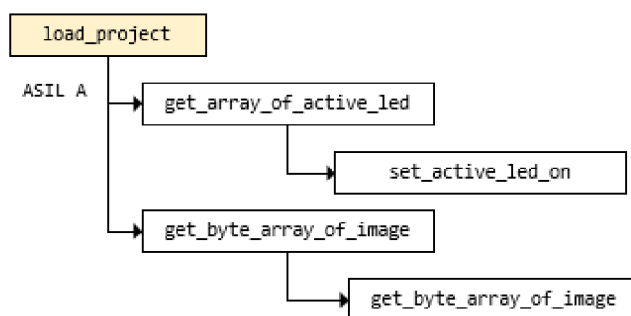 load_project
ASIL A
get_array_of_active_led
set_active_led_on
get_byte_array_of_image
get_byte_array_of_image